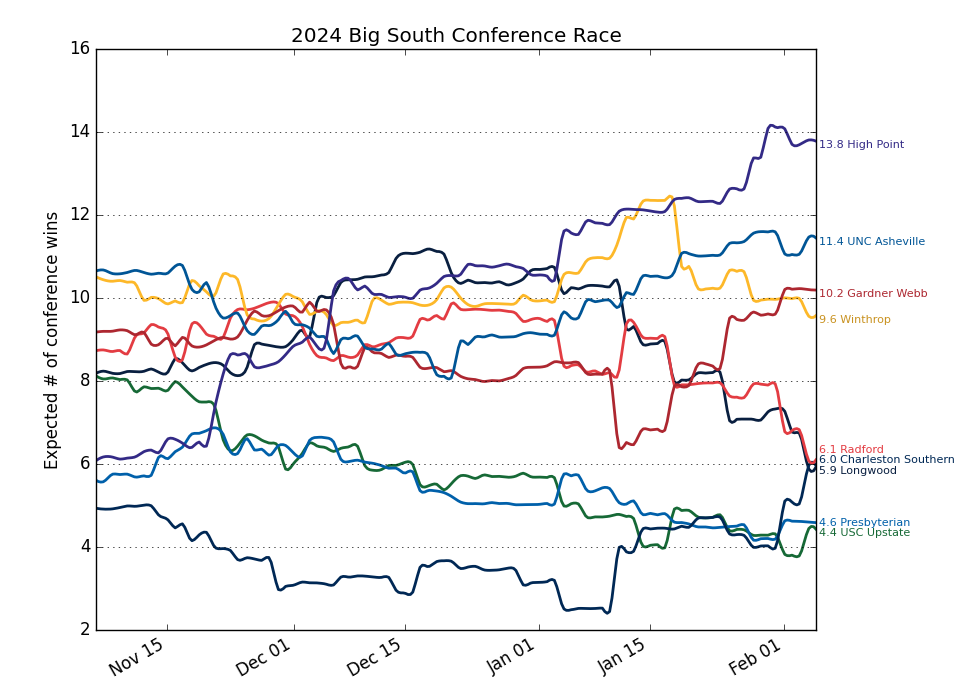 2024 Big South Conference Race
Expected # of conference wins
16
14
12
10
8
6
4
2
13.8 High Point
11.4 UNC Asheville
10.2 Gardner Webb
9.6 Winthrop
6.1 Radford
6.0 Charleston Southern
5.9 Longwood
4.6 Presbyterian
4.4 USC Upstate
Nov 15
Dec 01
Dec 15
Jan 01
Jan 15
Feb 01